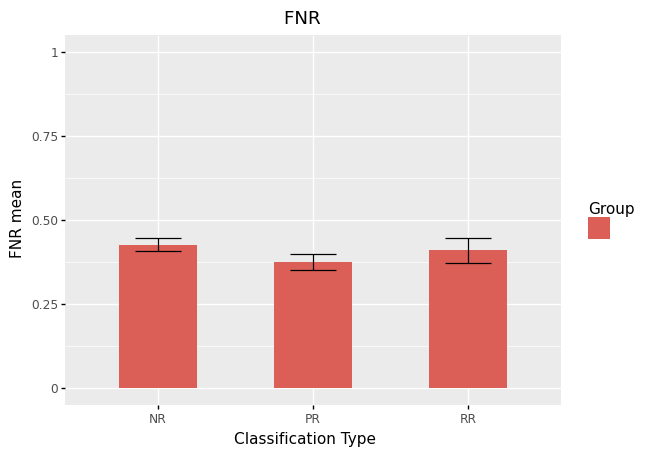 FNR
1
0.75
0.50
0.25
0
FNR mean
NR PR RR
Classification Type
Group